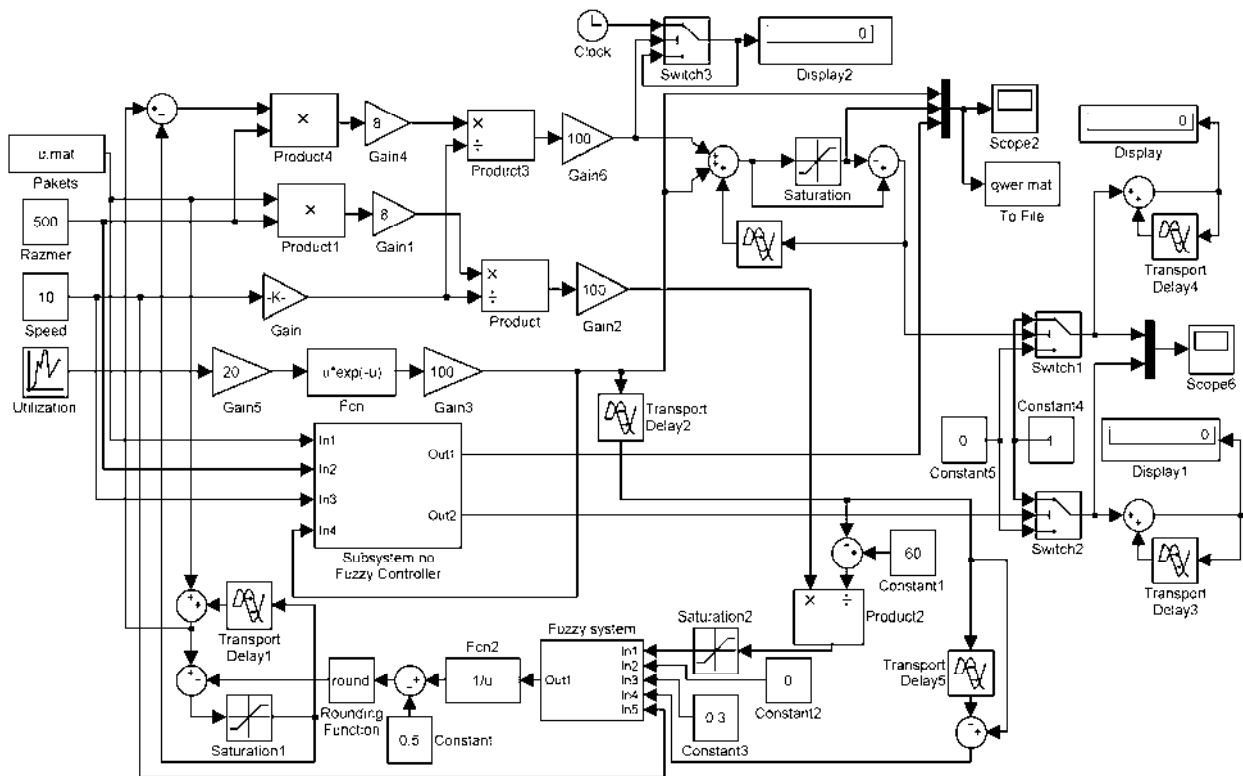 Clock
Switch3
0
Display2
×
Product4
8
Gain4
×
÷
Product3
100
Gain6
Saturation
Scope2
qwer mat
To File
0
Display
Transport
Delay4
u.mat
Pakets
500
Razmer
×
Product1
8
Gain1
10
Speed
-K-
Gain
×
÷
Product
100
Gain2
Utilization
20
Gain5
u*exp(-u)
Fcn
100
Gain3
Transport
Delay2
Switch1
Scope6
Constant4
1
0
Constant5
0
Display1
Switch2
Transport
Delay3
In1
In2
In3
In4
Out1
Out2
Subsystem no
Fuzzy Controller
60
Constant1
×
÷
Product2
Transport
Delay1
Saturation1
round
Rounding
Function
0.5
Constant
Fcn2
1/u
Fuzzy system
Out1
In1
In2
In3
In4
In5
Saturation2
0
Constant2
0.3
Constant3
Transport
Delay5